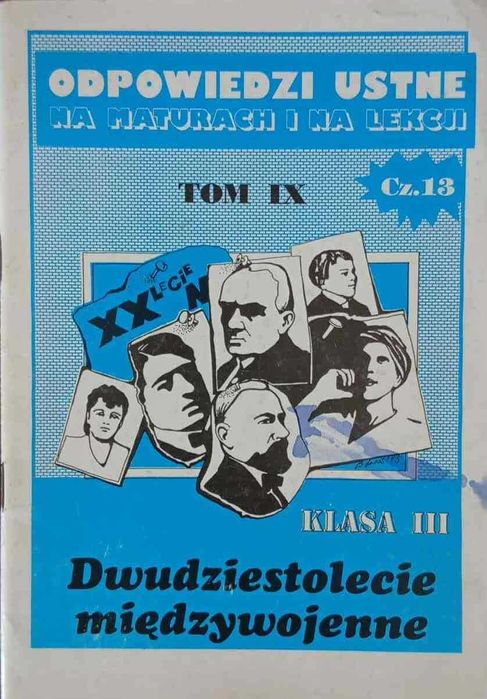 ODPOWIEDZI USTNE
NA MATURACH I NA LEKCJI
TOM IX
Cz.13
XX LECIE
KLASA III
Dwudziestolecie
międzywojenne